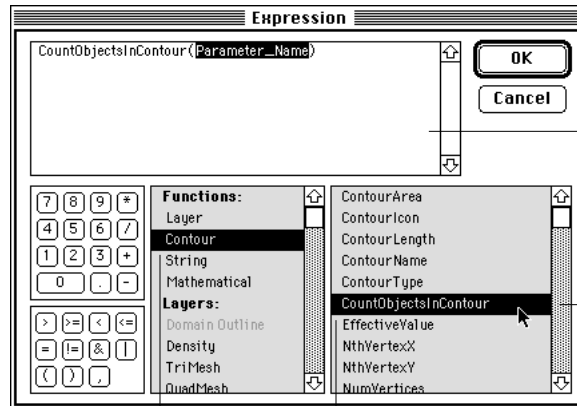 Expression
CountObjectsInContour(Parameter_Name)
OK
Cancel
7 8 9 *
4 5 6 /
1 2 3 +
0 . -
> >= < <=
= != & |
( ) ,
Functions:
Layer
Contour
String
Mathematical
Layers:
Domain Outline
Density
TriMesh
QuadMesh
ContourArea
ContourIcon
ContourLength
ContourName
ContourType
CountObjectsInContour
EffectiveValue
NthVertexX
NthVertexY
NumVertices